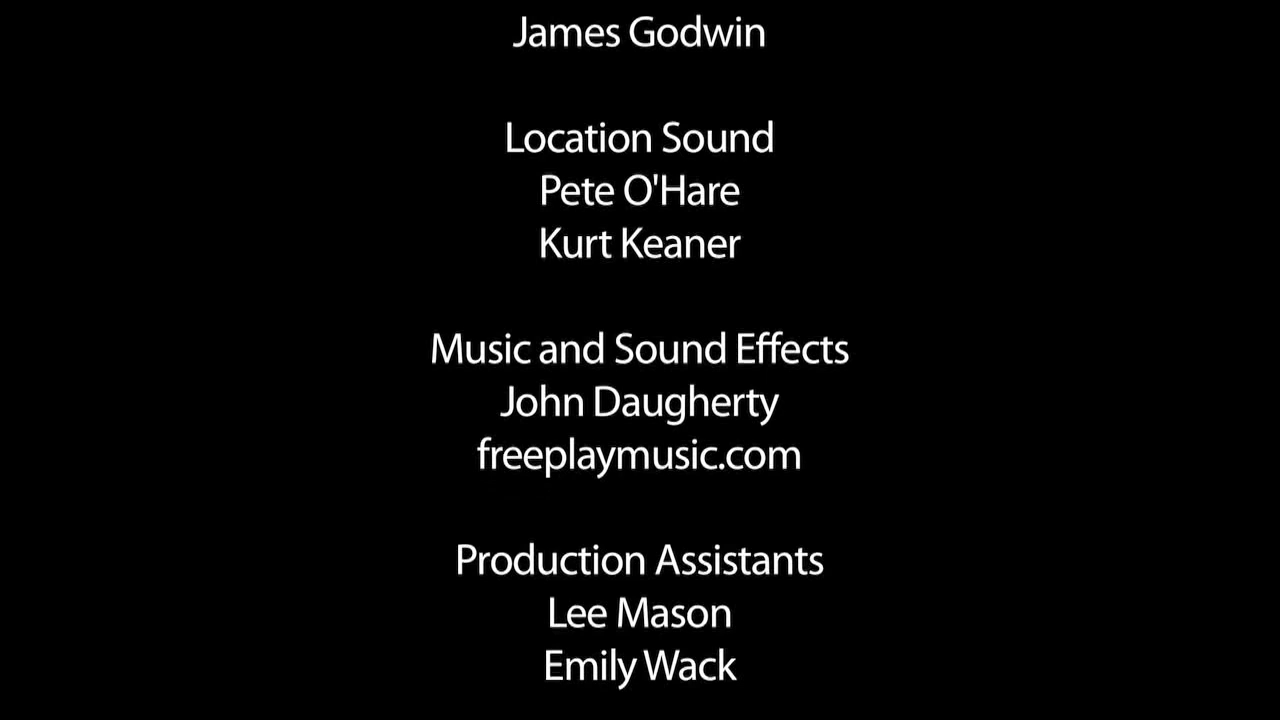 James Godwin
Location Sound
Pete O'Hare
Kurt Keaner
Music and Sound Effects
John Daugherty
freeplaymusic.com
Production Assistants
Lee Mason
Emily Wack